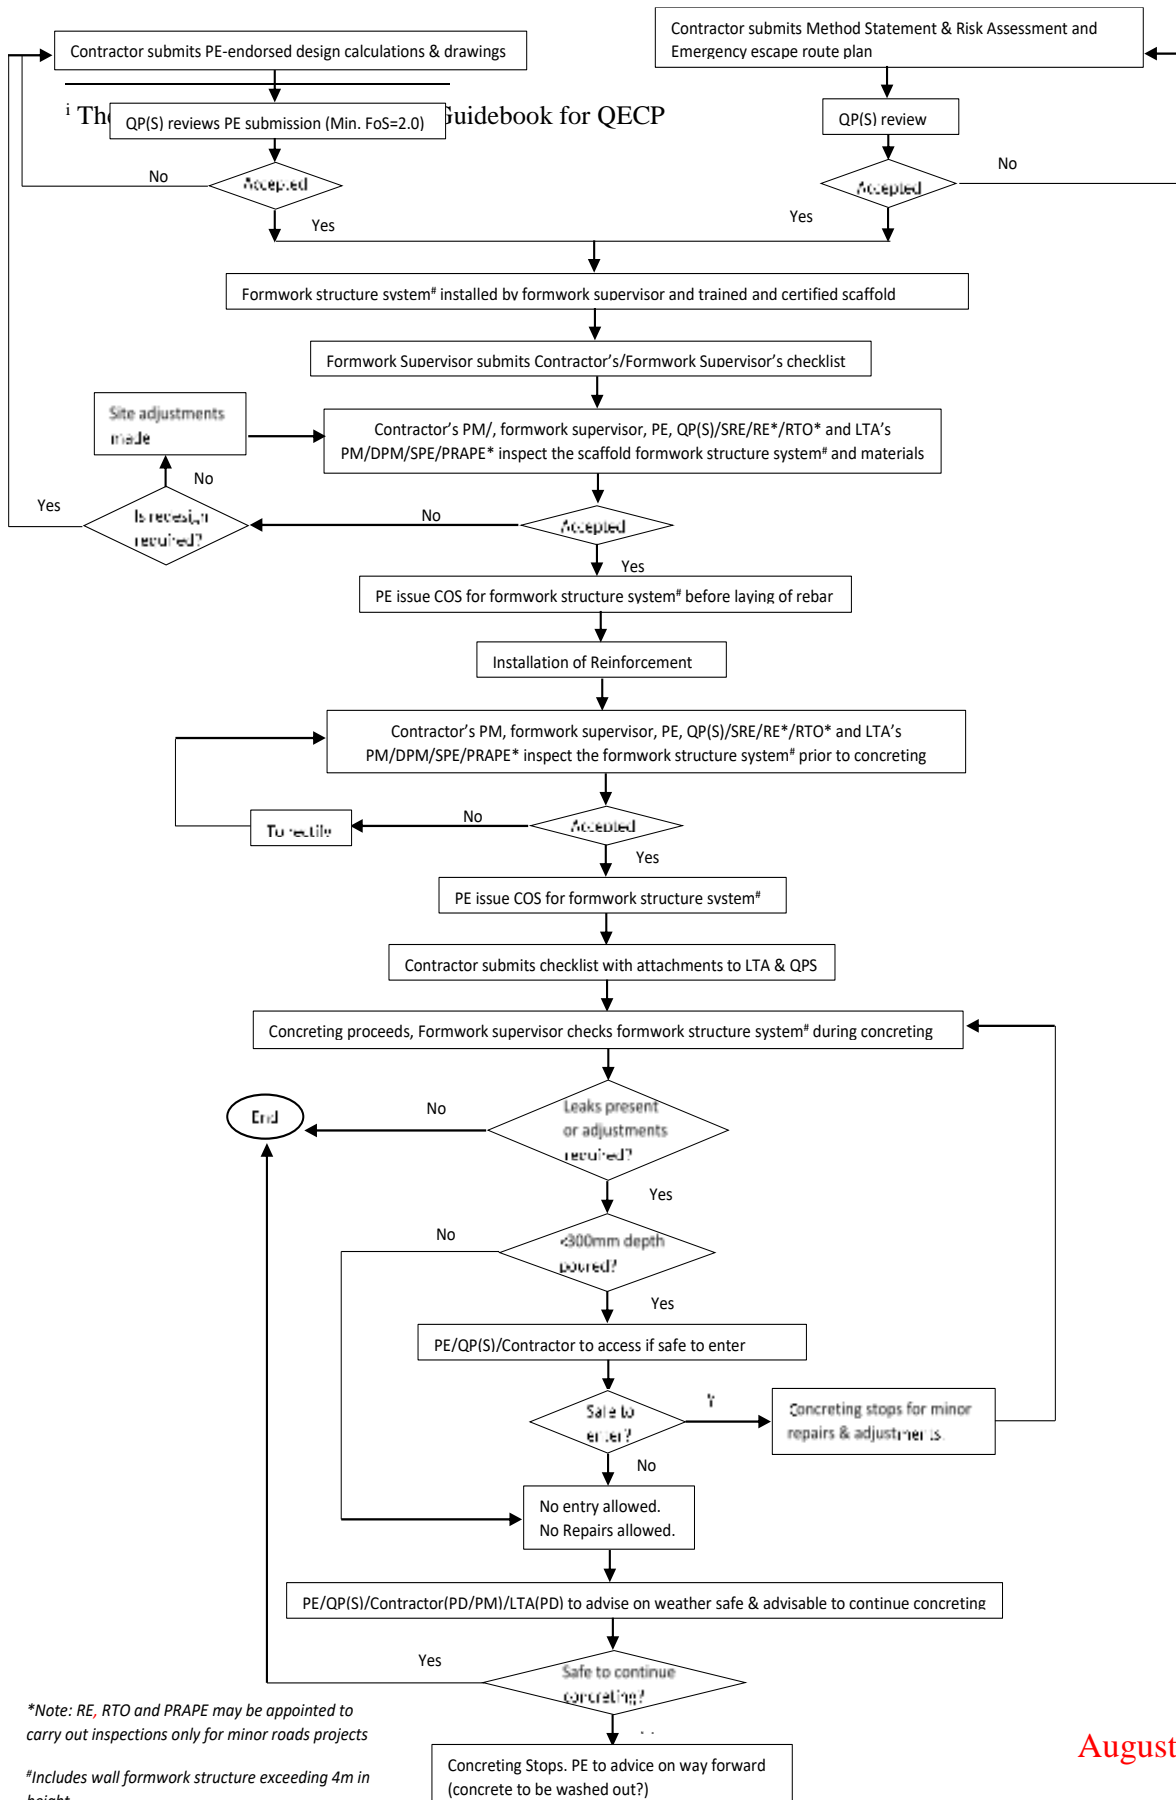 Contractor submits PE-endorsed design calculations & drawings
Contractor submits Method Statement & Risk Assessment and
Emergency escape route plan
i The
Guidebook for QECP
QP(S) reviews PE submission (Min. FoS=2.0)
QP(S) review
No
Accepted
Yes
Accepted
No
Yes
Formwork structure system# installed by formwork supervisor and trained and certified scaffold
Formwork Supervisor submits Contractor's/Formwork Supervisor's checklist
Site adjustments
made
Contractor's PM/, formwork supervisor, PE, QP(S)/SRE/RE*/RTO* and LTA's
PM/DPM/SPE/PRAPE* inspect the scaffold formwork structure system# and materials
No
Yes
Is redesign
required?
No
Accepted
Yes
PE issue COS for formwork structure system# before laying of rebar
Installation of Reinforcement
Contractor's PM, formwork supervisor, PE, QP(S)/SRE/RE*/RTO* and LTA's
PM/DPM/SPE/PRAPE* inspect the formwork structure system# prior to concreting
To rectify
No
Accepted
Yes
PE issue COS for formwork structure system#
Contractor submits checklist with attachments to LTA & QPS
Concreting proceeds, Formwork supervisor checks formwork structure system# during concreting
End
No
Leaks present
or adjustments
required?
Yes
No
<300mm depth
poured?
Yes
PE/QP(S)/Contractor to access if safe to enter
Safe to
enter?
Y
Concreting stops for minor
repairs & adjustments.
No
No entry allowed.
No Repairs allowed.
PE/QP(S)/Contractor(PD/PM)/LTA(PD) to advise on weather safe & advisable to continue concreting
Yes
Safe to continue
concreting?
*Note: RE, RTO and PRAPE may be appointed to
carry out inspections only for minor roads projects
#Includes wall formwork structure exceeding 4m in
height
Concreting Stops. PE to advice on way forward
(concrete to be washed out?)
August